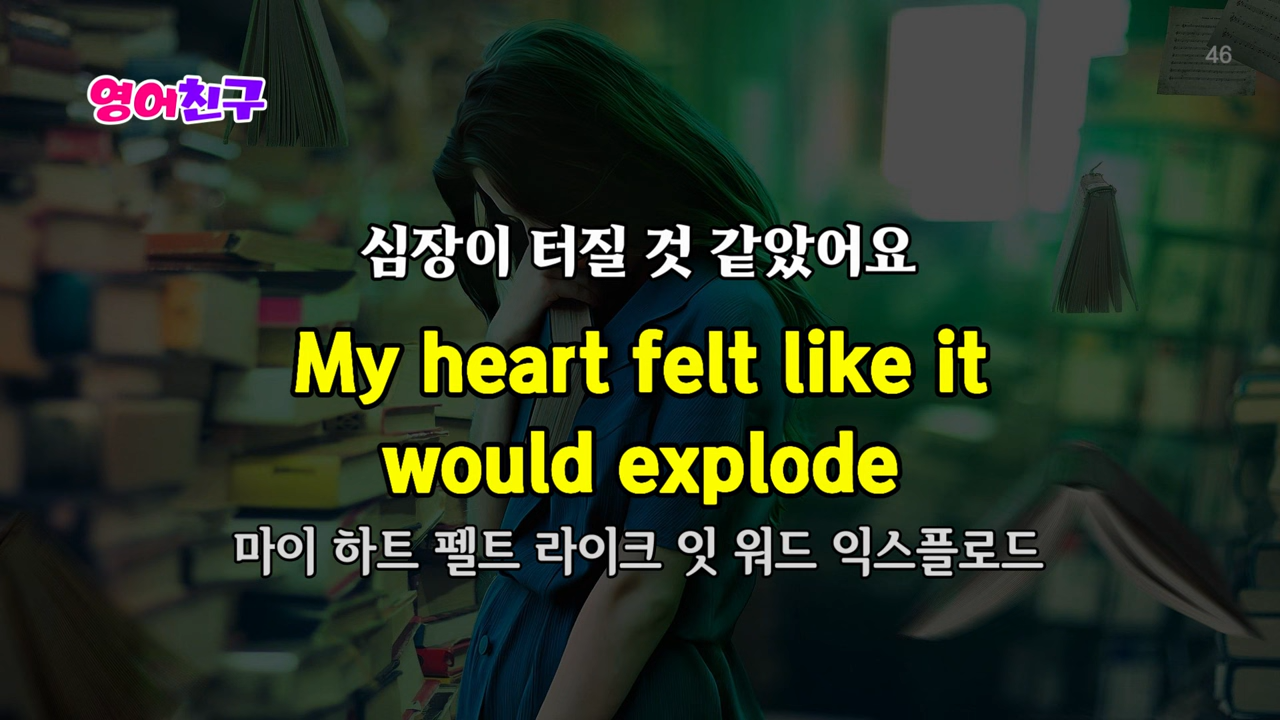 46
영어친구
심장이 터질 것 같았어요
My heart felt like it
would explode
마이 하트 펠트 라이크 잇 워드 익스플로드